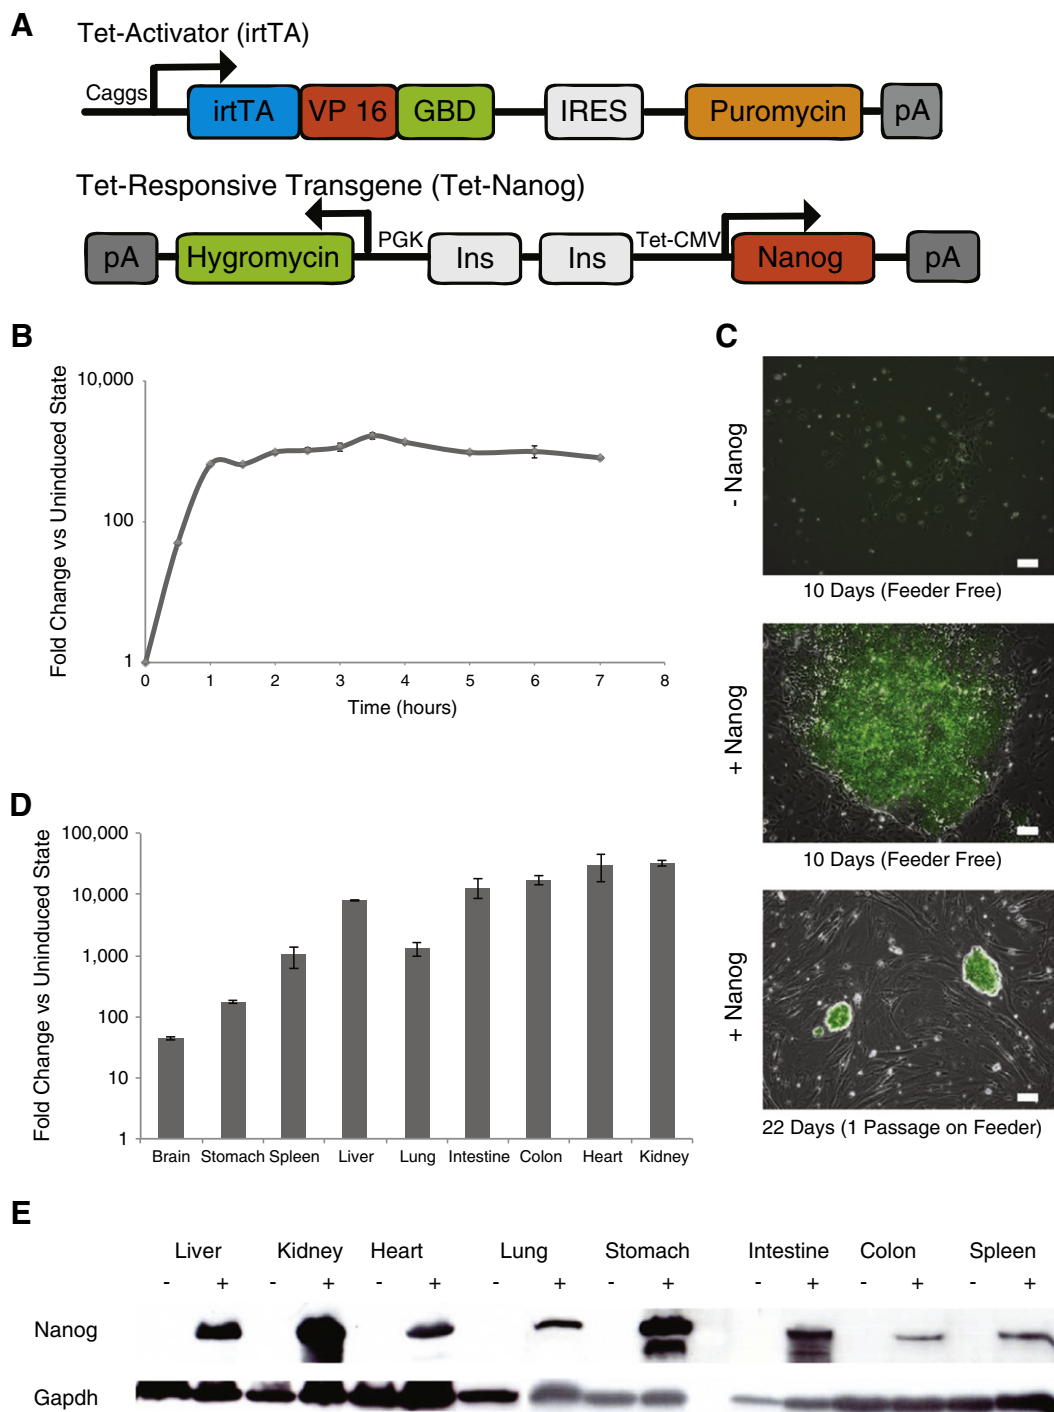 A
Tet-Activator (irtTA)
Caggs
irtTA VP 16 GBD IRES Puromycin pA
Tet-Responsive Transgene (Tet-Nanog)
pA Hygromycin PGK Ins Ins Tet-CMV Nanog pA
B
Fold Change vs Uninduced State
10,000
100
1
0 1 2 3 4 5 6 7 8
Time (hours)
C
- Nanog
10 Days (Feeder Free)
+ Nanog
10 Days (Feeder Free)
+ Nanog
22 Days (1 Passage on Feeder)
D
Fold Change vs Uninduced State
100,000
10,000
1,000
100
10
1
Brain Stomach Spleen Liver Lung Intestine Colon Heart Kidney
E
Liver Kidney Heart Lung Stomach Intestine Colon Spleen
- + - + - + - + - + - + - + - +
Nanog
Gapdh